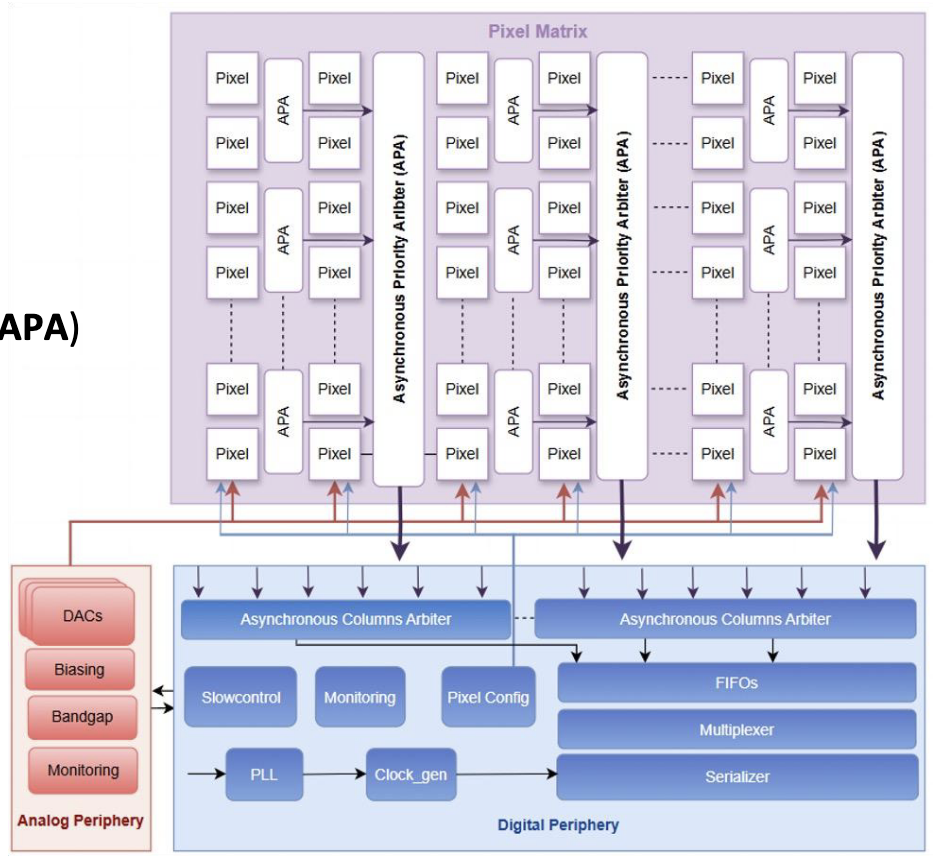 Pixel Matrix
Pixel Pixel Pixel Pixel Pixel Pixel
APA APA APA
Pixel Pixel Pixel Pixel Pixel Pixel
Asynchronous Priority Aribter (APA)
Asynchronous Priority Arbiter (APA)
Asynchronous Priority Arbiter (APA)
Pixel Pixel Pixel Pixel Pixel Pixel
APA APA APA
Pixel Pixel Pixel Pixel Pixel Pixel
APA)
Pixel Pixel Pixel Pixel Pixel Pixel
APA APA APA
Pixel Pixel Pixel Pixel Pixel Pixel
DACs
Biasing
Bandgap
Monitoring
Analog Periphery
Asynchronous Columns Arbiter
Asynchronous Columns Arbiter
Slowcontrol
Monitoring
Pixel Config
FIFOs
Multiplexer
PLL
Clock_gen
Serializer
Digital Periphery